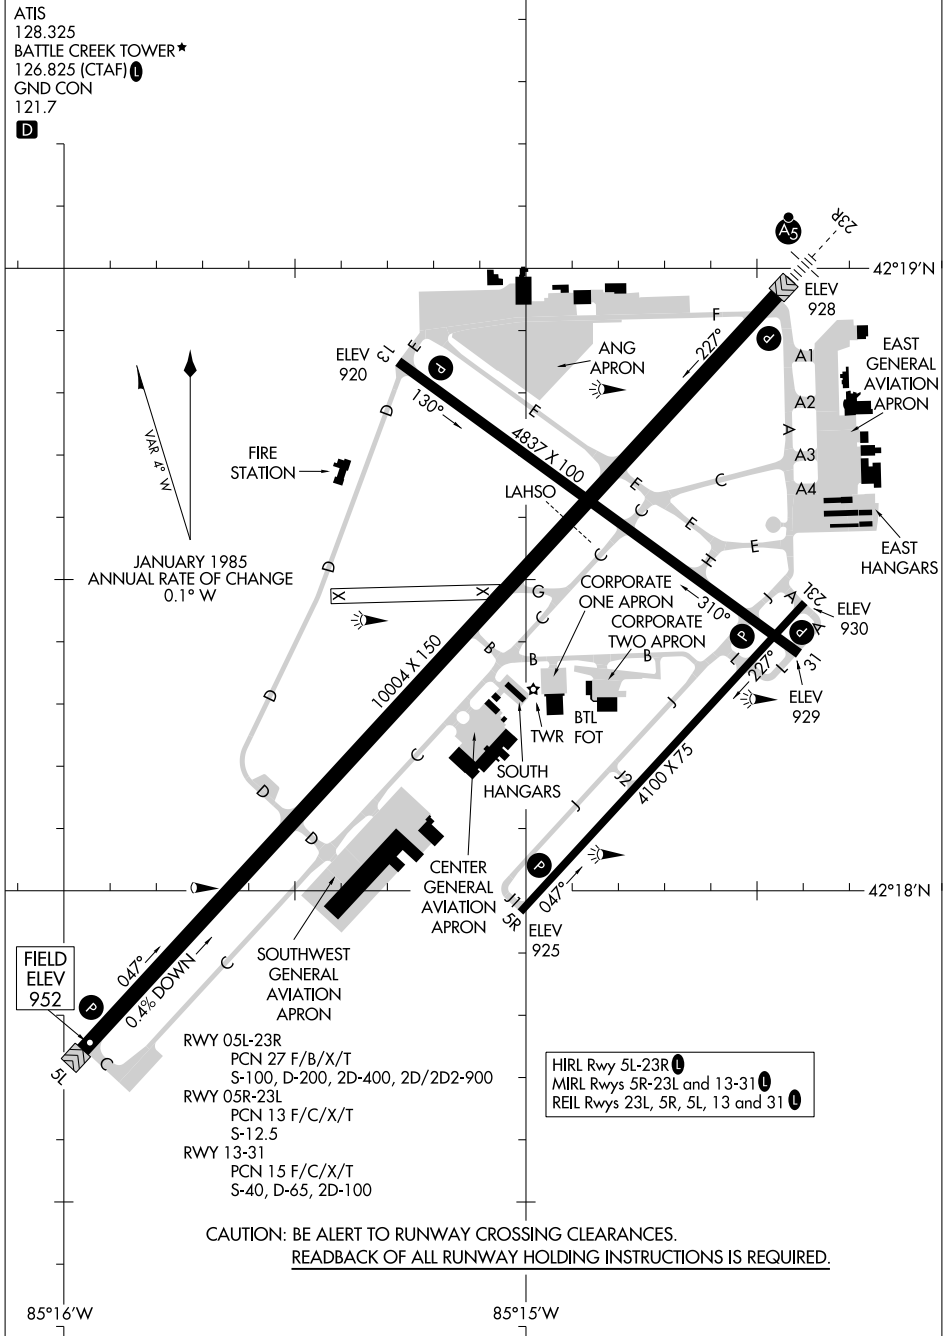 ATIS
128.325
BATTLE CREEK TOWER★
126.825 (CTAF) L
GND CON
121.7
D
A5
23R
42°19'N
ELEV
928
F
P
227°
ELEV
920
13
E
P
130°
ANG
APRON
A1
EAST
GENERAL
AVIATION
APRON
A2
A
A3
A4
D
E
4837 X 100
VAR 4° W
FIRE
STATION
LAHSO
E
C
C
E
H
E
C
EAST
HANGARS
JANUARY 1985
ANNUAL RATE OF CHANGE
0.1° W
D
X
X
G
C
CORPORATE
ONE APRON
CORPORATE
TWO APRON
310°
J
A
23L
ELEV
930
P
P
A
31
L
L
227°
ELEV
929
B
B
B
10004 X 150
D
TWR
BTL
FOT
J
C
SOUTH
HANGARS
J2
4100 X 75
J
D
D
P
047°
J1
5R
ELEV
925
42°18'N
CENTER
GENERAL
AVIATION
APRON
SOUTHWEST
GENERAL
AVIATION
APRON
C
047°
0.4% DOWN
FIELD
ELEV
952
P
5L
C
RWY 05L-23R
PCN 27 F/B/X/T
S-100, D-200, 2D-400, 2D/2D2-900
RWY 05R-23L
PCN 13 F/C/X/T
S-12.5
RWY 13-31
PCN 15 F/C/X/T
S-40, D-65, 2D-100
HIRL Rwy 5L-23R L
MIRL Rwys 5R-23L and 13-31 L
REIL Rwys 23L, 5R, 5L, 13 and 31 L
CAUTION: BE ALERT TO RUNWAY CROSSING CLEARANCES.
READBACK OF ALL RUNWAY HOLDING INSTRUCTIONS IS REQUIRED.
85°16'W
85°15'W